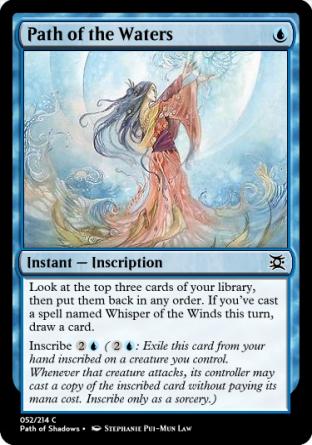 Path of the Waters
Instant — Inscription
Look at the top three cards of your library,
then put them back in any order. If you've cast
a spell named Whisper of the Winds this turn,
draw a card.
Inscribe 2 ( 2 : Exile this card from your
hand inscribed on a creature you control.
Whenever that creature attacks, its controller may
cast a copy of the inscribed card without paying its
mana cost. Inscribe only as a sorcery.)
052/214 C
Path of Shadows • Stephanie Pui-Mun Law